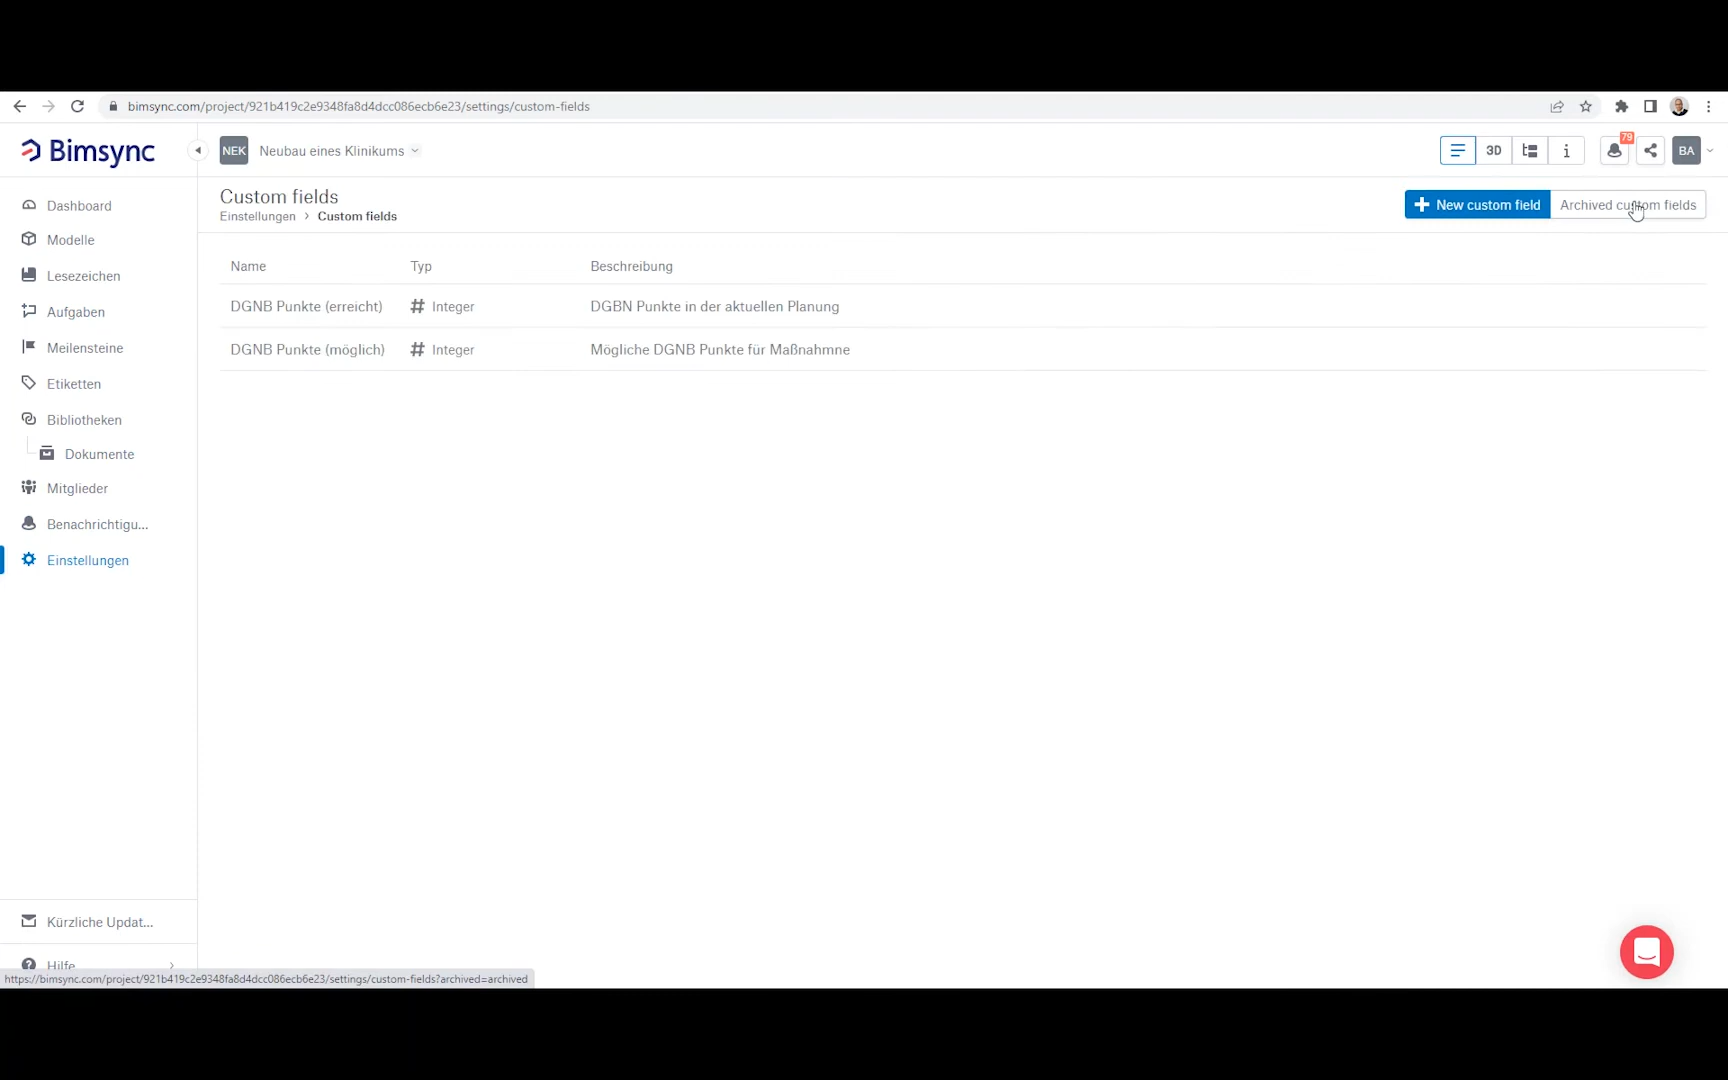 bimsync.com/project/921b419c2e9348fa8d4dcc086ecb6e23/settings/custom-fields
Bimsync
NEK Neubau eines Klinikums
3D
79
BA
Custom fields
Einstellungen › Custom fields
New custom field
Archived custom fields
Dashboard
Modelle
Lesezeichen
Aufgaben
Meilensteine
Etiketten
Bibliotheken
Dokumente
Mitglieder
Benachrichtigu...
Einstellungen
Name Typ Beschreibung
DGNB Punkte (erreicht) # Integer DGBN Punkte in der aktuellen Planung
DGNB Punkte (möglich) # Integer Mögliche DGNB Punkte für Maßnahmne
Kürzliche Updat...
Hilfe
https://bimsync.com/project/921b419c2e9348fa8d4dcc086ecb6e23/settings/custom-fields?archived=archived